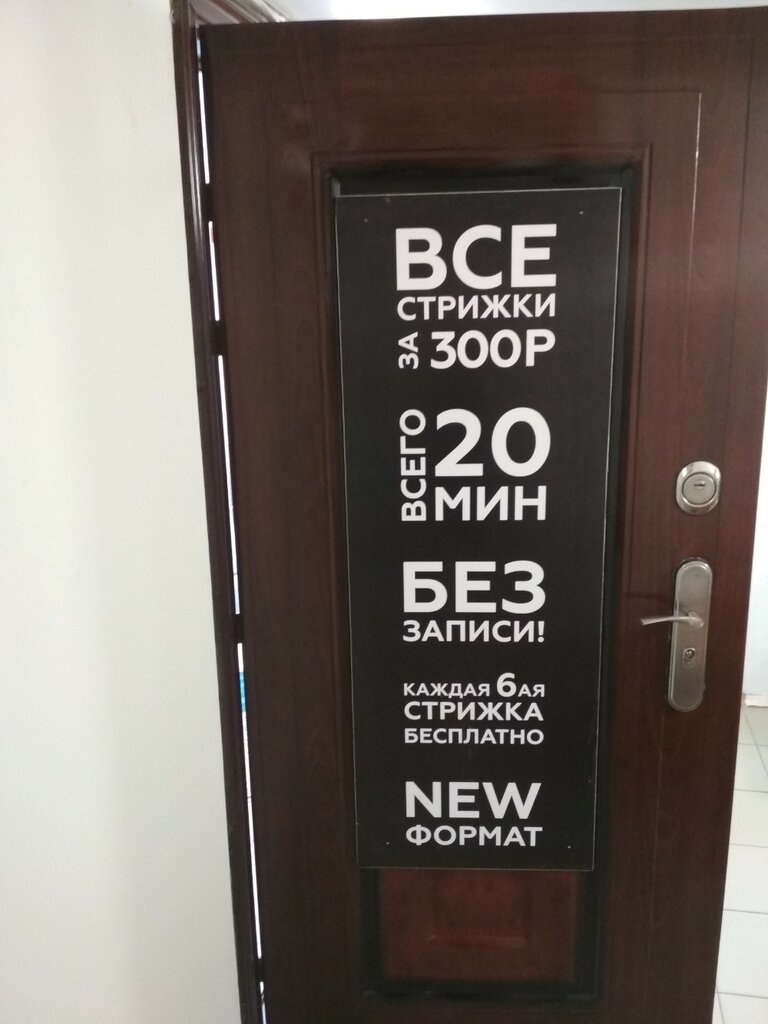 ВСЕ
СТРИЖКИ
ЗА 300Р
ВСЕГО 20
МИН
БЕЗ
ЗАПИСИ!
КАЖДАЯ 6АЯ
СТРИЖКА
БЕСПЛАТНО
NEW
ФОРМАТ